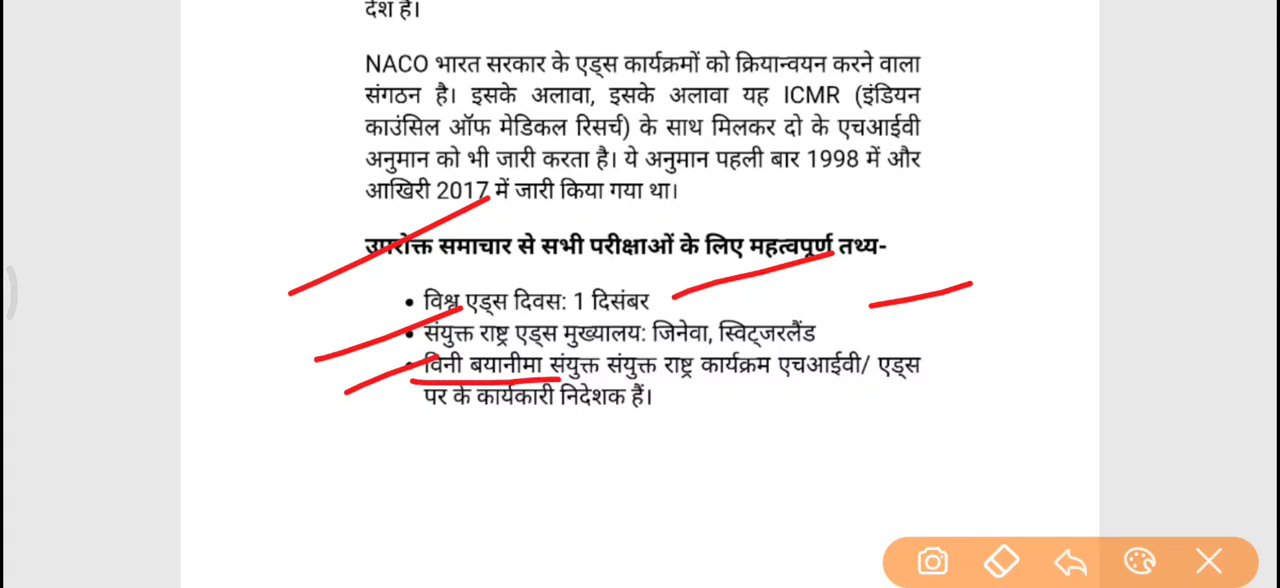 देश है।
NACO भारत सरकार के एड्स कार्यक्रमों को क्रियान्वयन करने वाला
संगठन है। इसके अलावा, इसके अलावा यह ICMR (इंडियन
काउंसिल ऑफ मेडिकल रिसर्च) के साथ मिलकर दो के एचआईवी
अनुमान को भी जारी करता है। ये अनुमान पहली बार 1998 में और
आखिरी 2017 में जारी किया गया था।
उपरोक्त समाचार से सभी परीक्षाओं के लिए महत्वपूर्ण तथ्य-
• विश्व एड्स दिवस: 1 दिसंबर
• संयुक्त राष्ट्र एड्स मुख्यालय: जिनेवा, स्विट्जरलैंड
• विनी बयानीमा संयुक्त संयुक्त राष्ट्र कार्यक्रम एचआईवी/ एड्स
पर के कार्यकारी निदेशक हैं।